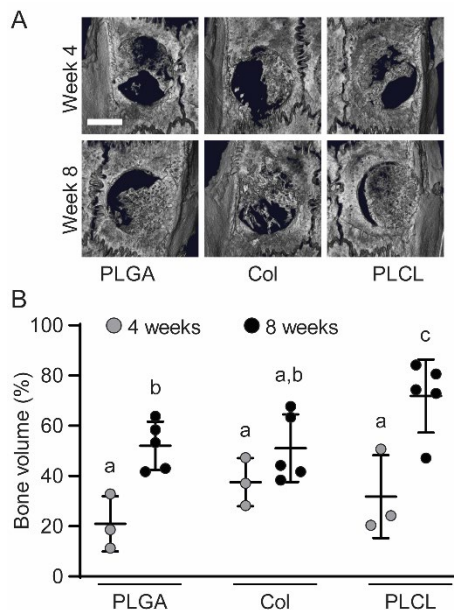 A
Week 4
Week 8
PLGA Col PLCL
B
Bone volume (%)
100
80
60
40
20
0
4 weeks 8 weeks
a b a a,b a c
PLGA Col PLCL